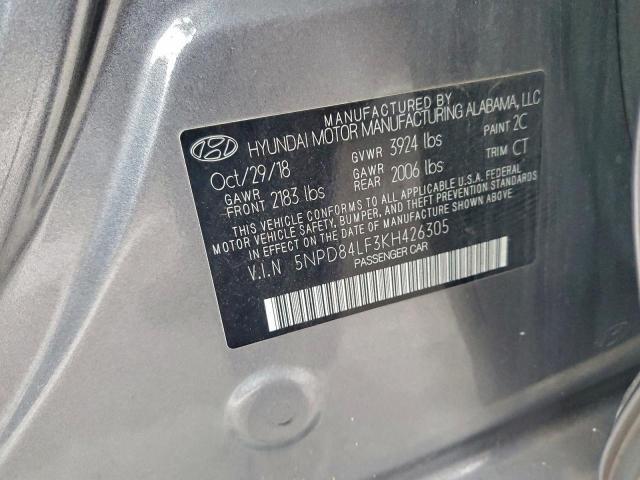 MANUFACTURED BY
HYUNDAI MOTOR MANUFACTURING ALABAMA, LLC
Oct/29/18 GVWR 3924 lbs PAINT 2C
GAWR FRONT 2183 lbs GAWR REAR 2006 lbs TRIM CT
THIS VEHICLE CONFORMS TO ALL APPLICABLE U.S.A. FEDERAL
MOTOR VEHICLE SAFETY, BUMPER, AND THEFT PREVENTION STANDARDS
IN EFFECT ON THE DATE OF MANUFACTURE SHOWN ABOVE.
V.I.N 5NPD84LF3KH426305
PASSENGER CAR